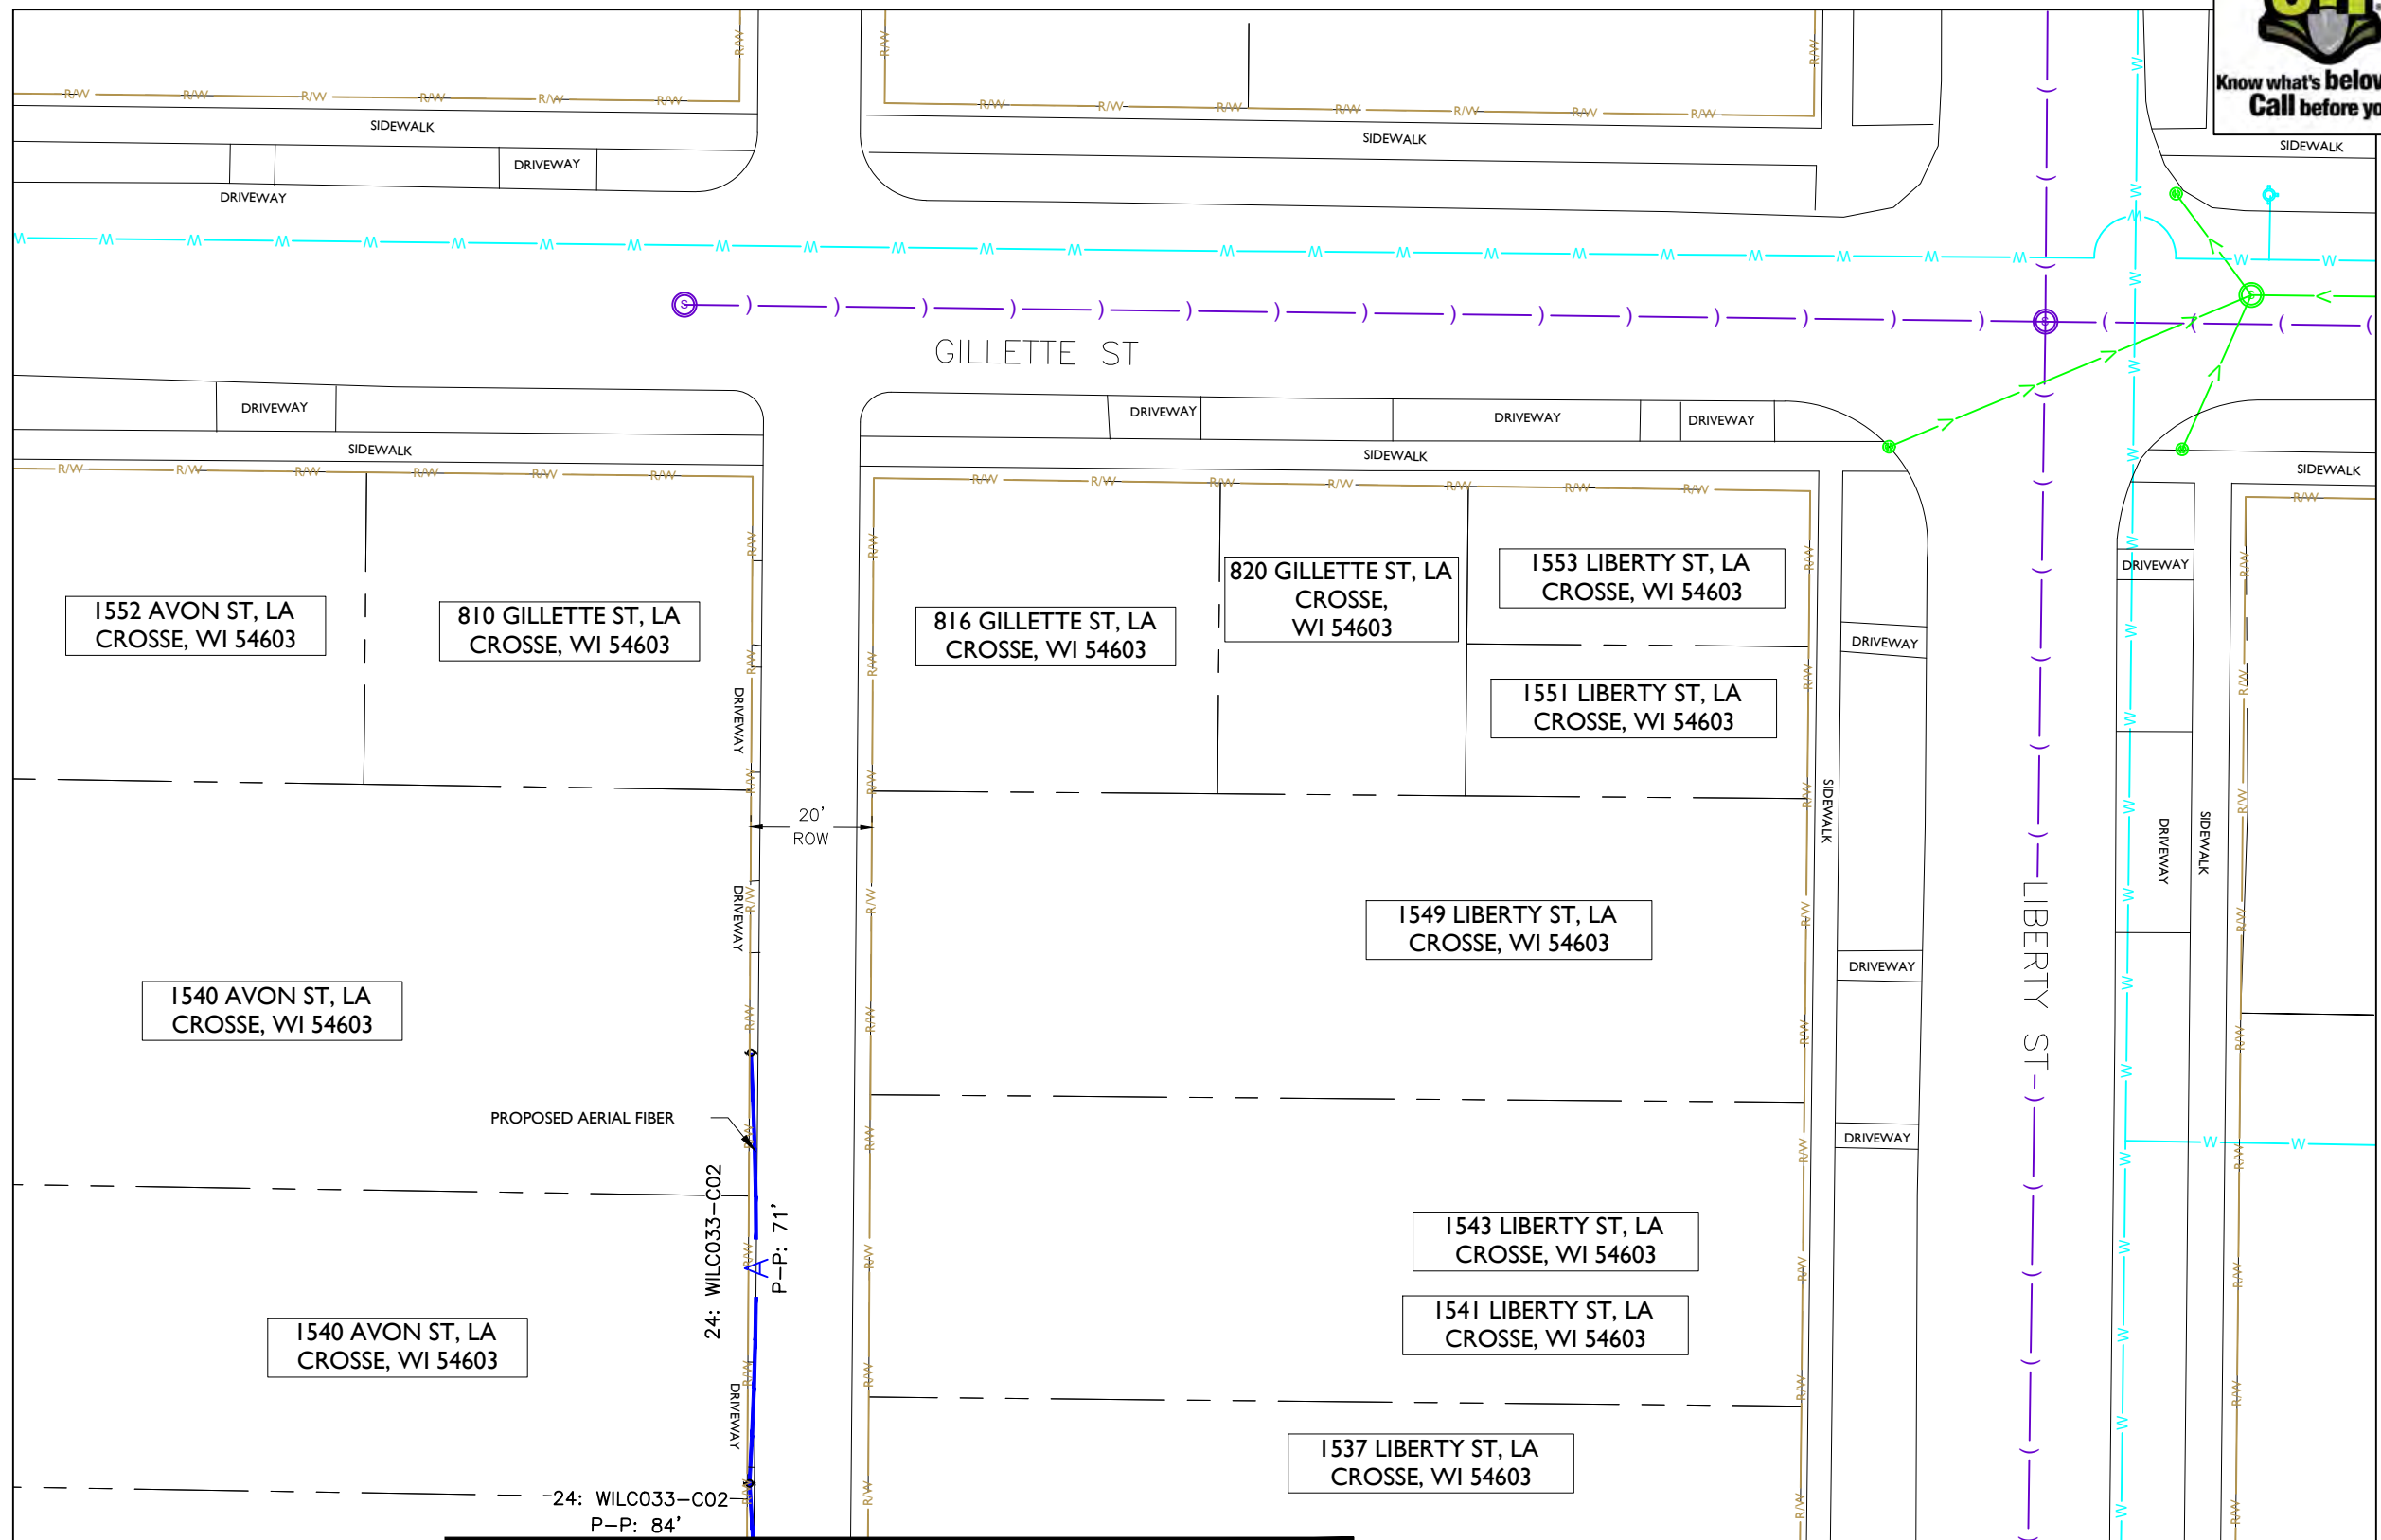 Know what's below
Call before yo
SIDEWALK
SIDEWALK
SIDEWALK
DRIVEWAY
DRIVEWAY
GILLETTE ST
DRIVEWAY
DRIVEWAY
DRIVEWAY
DRIVEWAY
SIDEWALK
SIDEWALK
SIDEWALK
1552 AVON ST, LA
CROSSE, WI 54603
810 GILLETTE ST, LA
CROSSE, WI 54603
816 GILLETTE ST, LA
CROSSE, WI 54603
820 GILLETTE ST, LA
CROSSE,
WI 54603
1553 LIBERTY ST, LA
CROSSE, WI 54603
1551 LIBERTY ST, LA
CROSSE, WI 54603
DRIVEWAY
DRIVEWAY
DRIVEWAY
SIDEWALK
DRIVEWAY
SIDEWALK
20'
ROW
DRIVEWAY
1549 LIBERTY ST, LA
CROSSE, WI 54603
DRIVEWAY
LIBERTY ST
1540 AVON ST, LA
CROSSE, WI 54603
PROPOSED AERIAL FIBER
DRIVEWAY
24: WILC033-C02
P-P: 71'
A
1543 LIBERTY ST, LA
CROSSE, WI 54603
1541 LIBERTY ST, LA
CROSSE, WI 54603
1540 AVON ST, LA
CROSSE, WI 54603
DRIVEWAY
1537 LIBERTY ST, LA
CROSSE, WI 54603
24: WILC033-C02
P-P: 84'